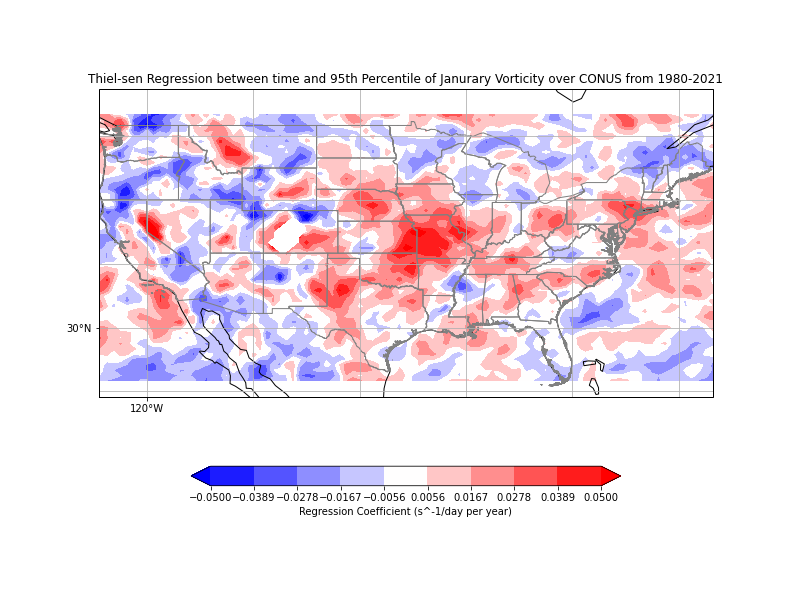 Thiel-sen Regression between time and 95th Percentile of Janurary Vorticity over CONUS from 1980-2021
30°N
120°W
−0.0500 −0.0389 −0.0278 −0.0167 −0.0056 0.0056 0.0167 0.0278 0.0389 0.0500
Regression Coefficient (s^-1/day per year)